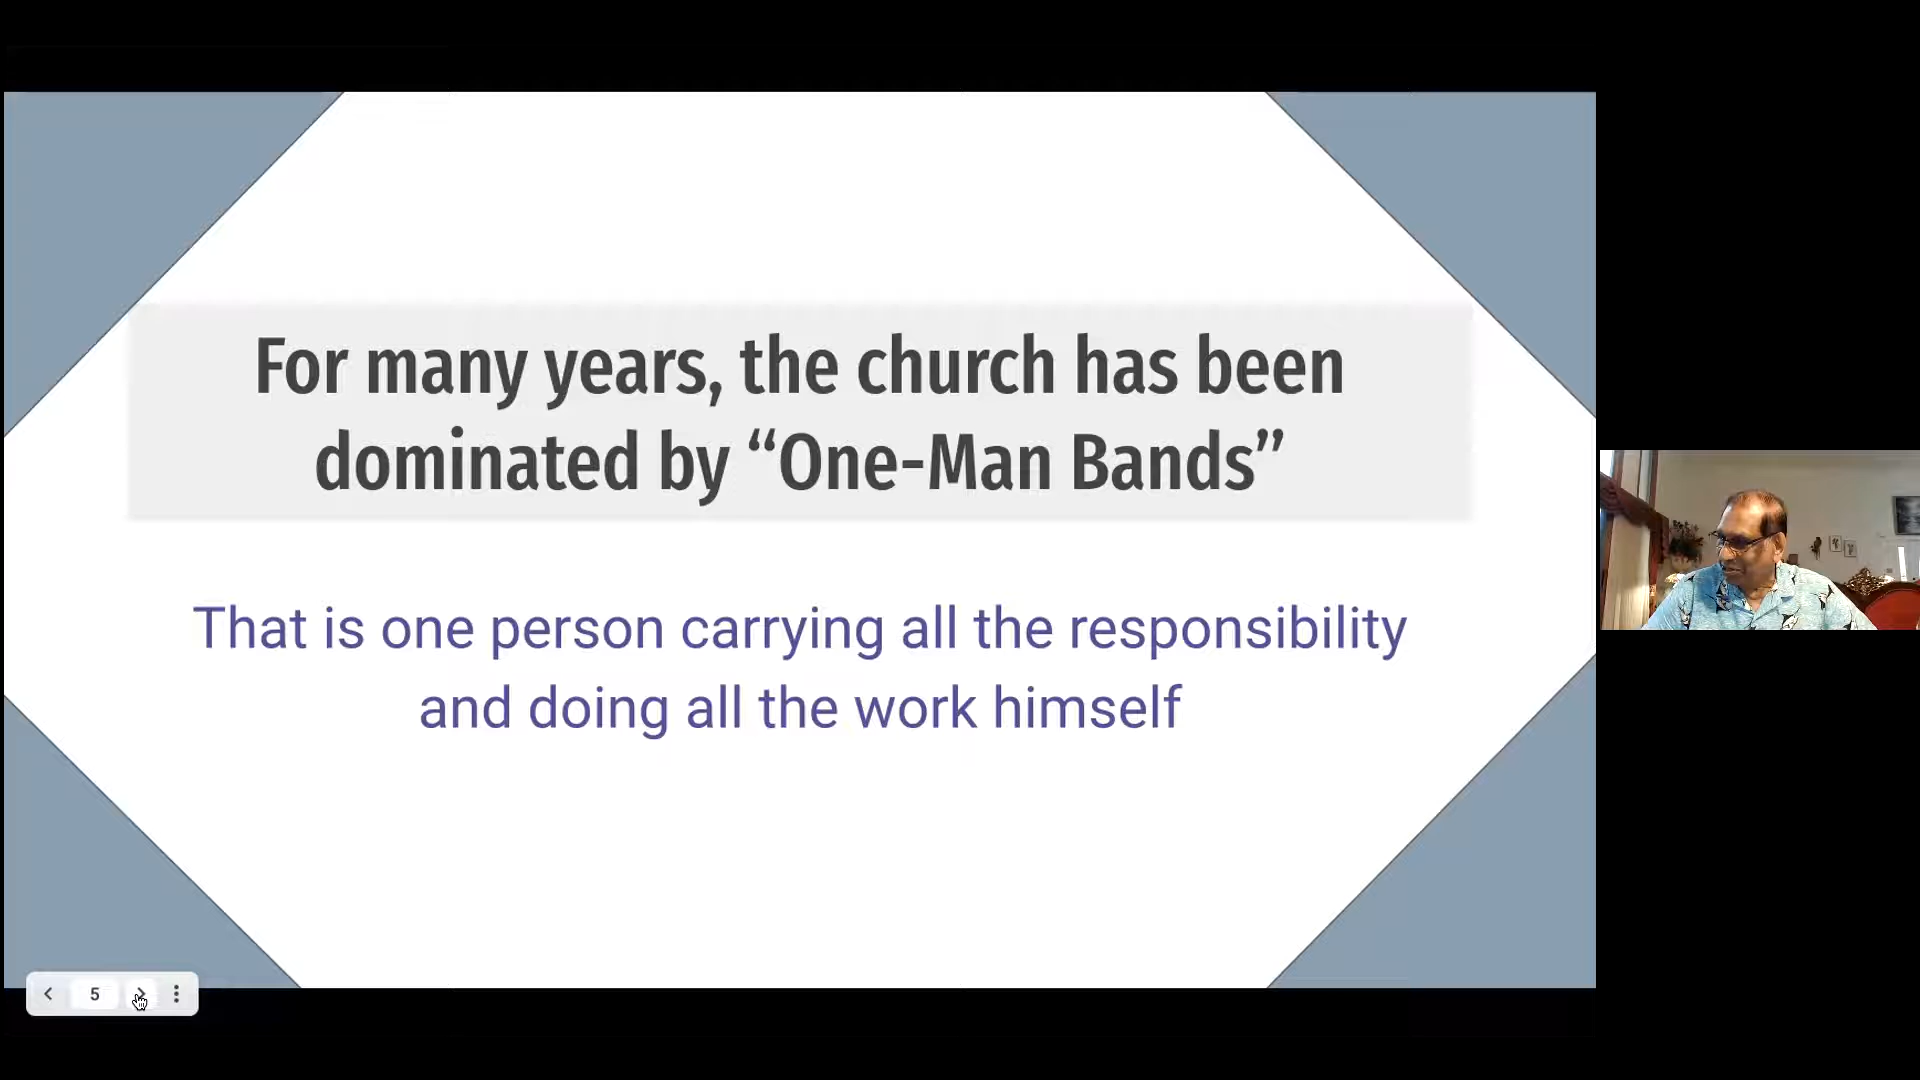 For many years, the church has been
dominated by “One-Man Bands”
That is one person carrying all the responsibility
and doing all the work himself
5